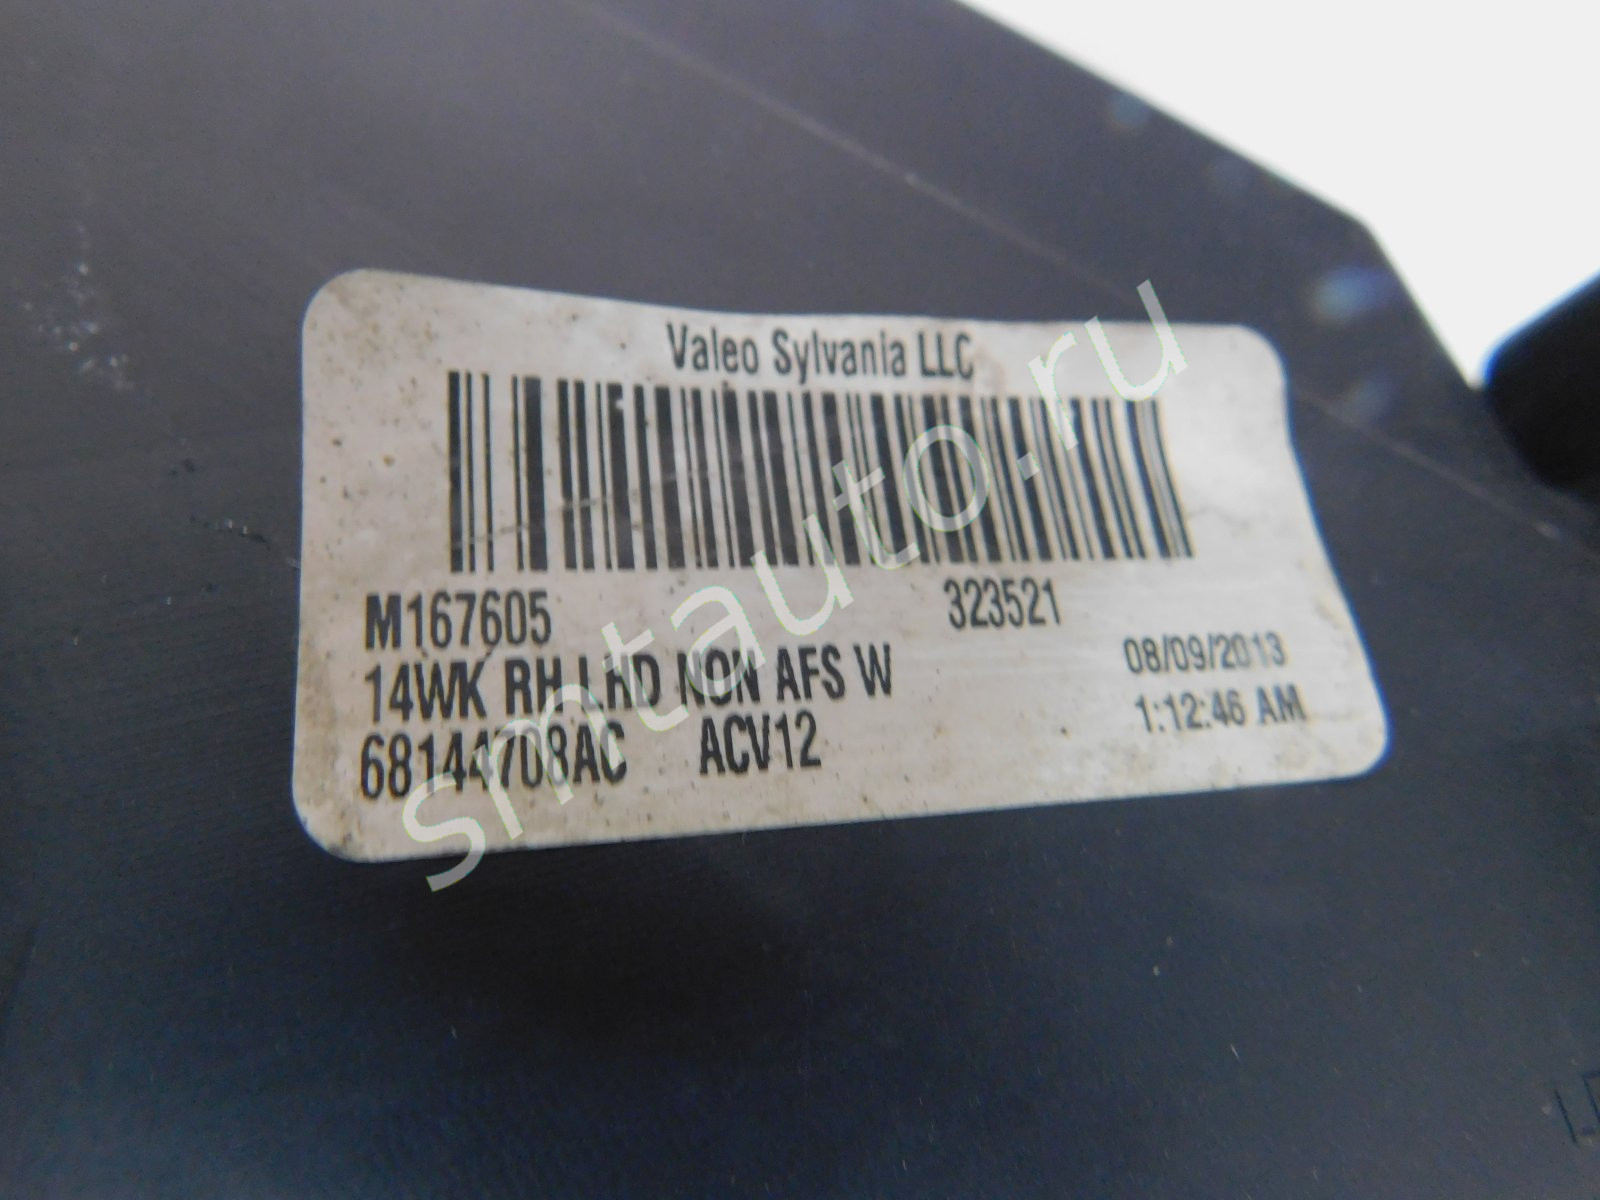 Valeo Sylvania LLC
M167605 323521
14WK RH LHD NON AFS W 08/09/2013
68144708AC ACV12 1:12:46 AM
smtauto.ru